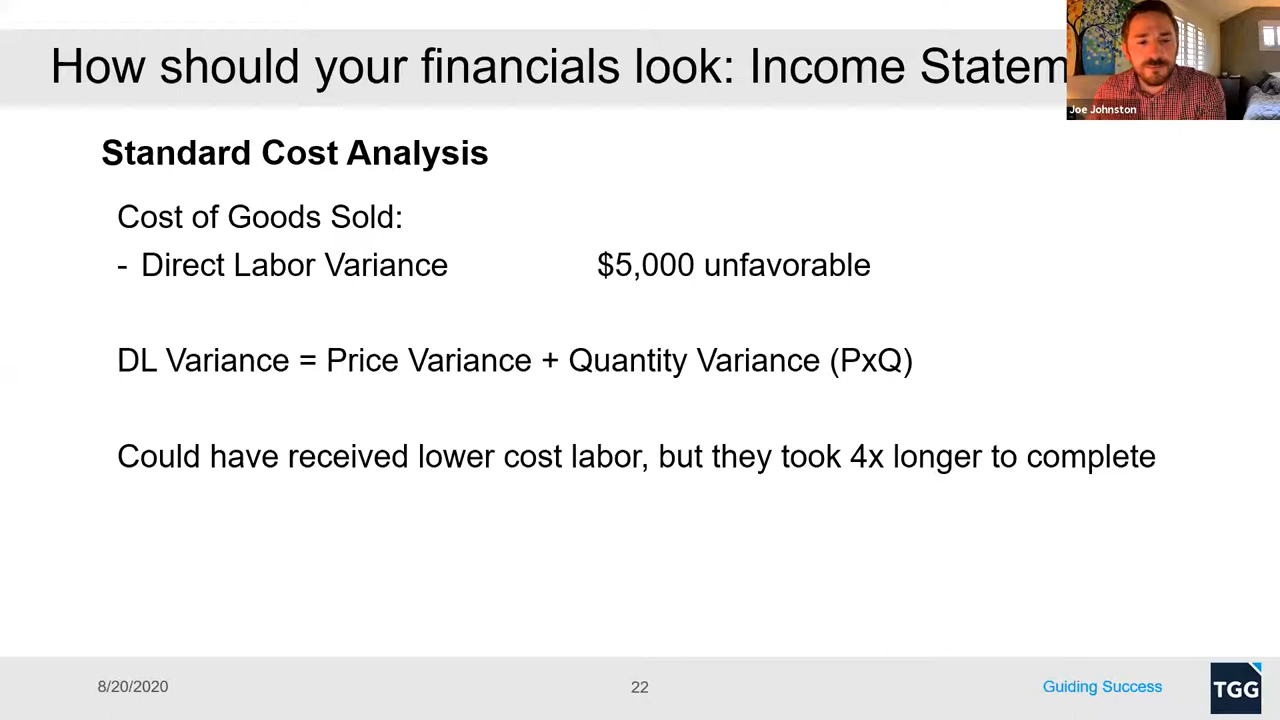 How should your financials look: Income Statem
Joe Johnston
Standard Cost Analysis
Cost of Goods Sold:
- Direct Labor Variance $5,000 unfavorable
DL Variance = Price Variance + Quantity Variance (PxQ)
Could have received lower cost labor, but they took 4x longer to complete
8/20/2020 22 Guiding Success TGG